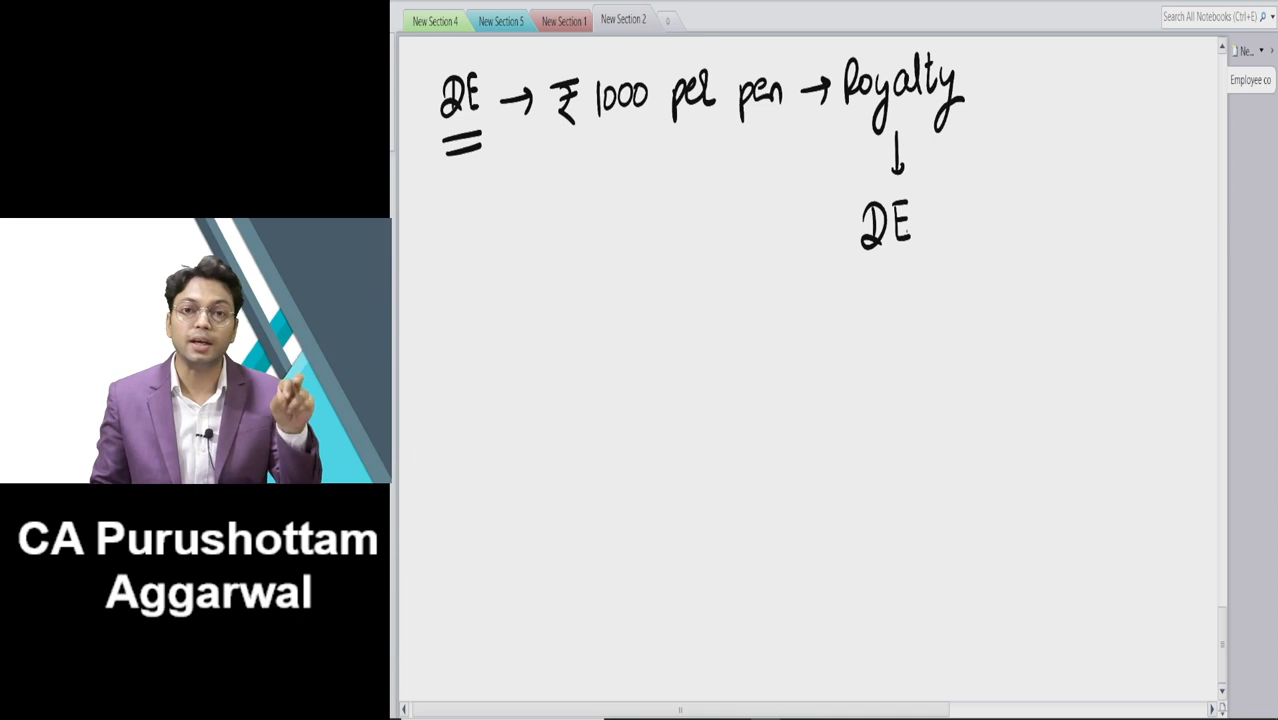 New Section 4 New Section 5 New Section 1 New Section 2
Search All Notebooks (Ctrl+E)
Ne...
Employee co
DE → ₹ 1000 per pen → Royalty
↓
DE
CA Purushottam
Aggarwal